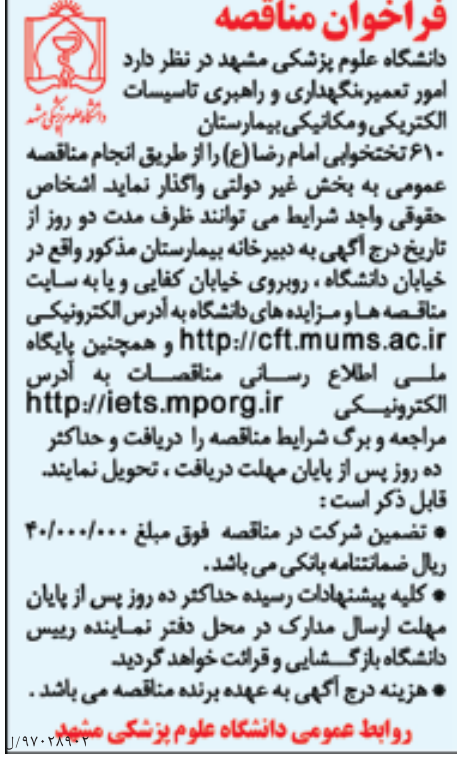 فراخوان مناقصه
دانشگاه علوم پزشکی مشهد در نظر دارد
امور تعمیر،نگهداری و راهبری تاسیسات
الکتریکی و مکانیکی بیمارستان
دانشگاه علوم پزشکی مشهد
۶۱۰ تختخوابی امام رضا (ع) را از طریق انجام مناقصه
عمومی به بخش غیر دولتی واگذار نماید. اشخاص
حقوقی واجد شرایط می توانند ظرف مدت دو روز از
تاریخ درج آگهی به دبیرخانه بیمارستان مذکور واقع در
خیابان دانشگاه ، روبروی خیابان کفایی و یا به سایت
مناقصه ها و مزایده های دانشگاه به آدرس الکترونیکی
http://cft.mums.ac.ir و همچنین پایگاه
ملی اطلاع رسانی مناقصات به آدرس
الکترونیکی http://iets.mporg.ir
مراجعه و برگ شرایط مناقصه را دریافت و حداکثر
ده روز پس از پایان مهلت دریافت ، تحویل نمایند.
قابل ذکر است :
● تضمین شرکت در مناقصه فوق مبلغ ۴۰/۰۰۰/۰۰۰
ریال ضمانتنامه بانکی می باشد .
● کلیه پیشنهادات رسیده حداکثر ده روز پس از پایان
مهلت ارسال مدارک در محل دفتر نماینده رییس
دانشگاه بازگشایی و قرائت خواهد گردید.
● هزینه درج آگهی به عهده برنده مناقصه می باشد .
روابط عمومی دانشگاه علوم پزشکی مشهد
۹۷۰۲۸۹۰۲/ل